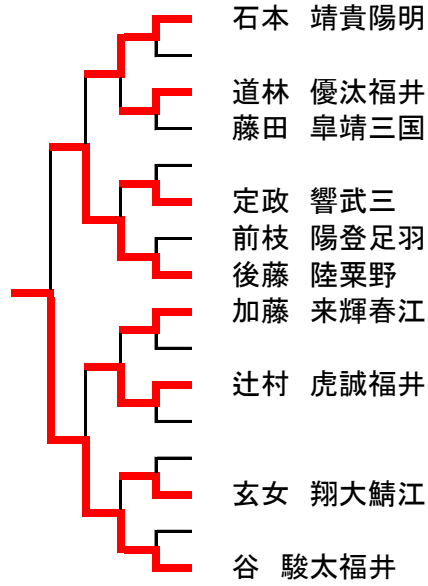 石本 靖貴陽明
道林 優汰福井
藤田 皐靖三国
定政 響武三
前枝 陽登足羽
後藤 陸粟野
加藤 来輝春江
辻村 虎誠福井
玄女 翔大鯖江
谷 駿太福井